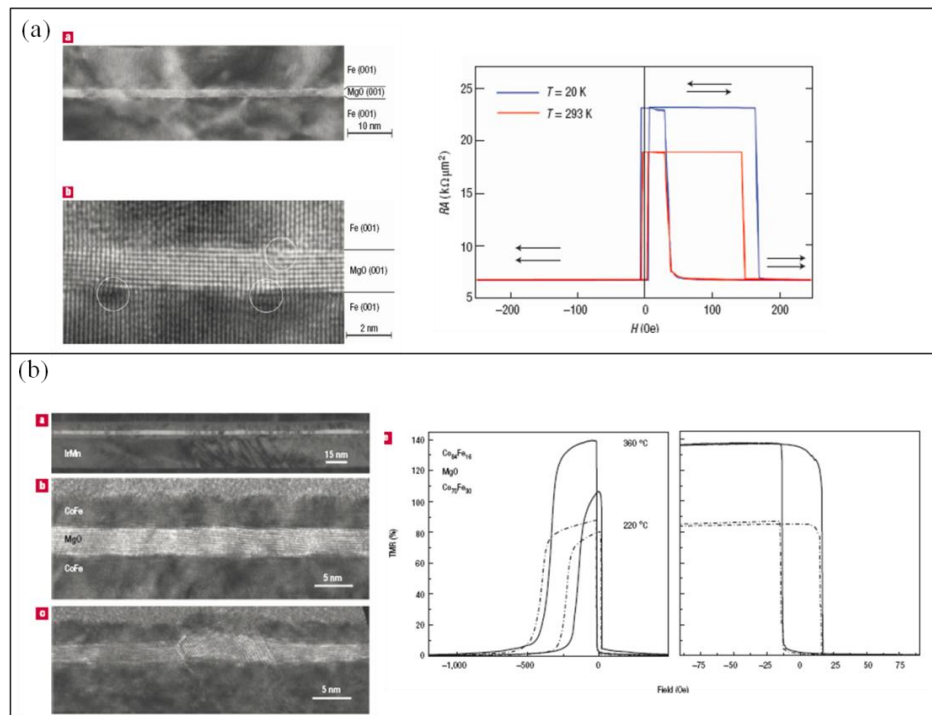 (a)
a
Fe (001)
MgO (001)
Fe (001)
10 nm
b
Fe (001)
MgO (001)
Fe (001)
2 nm
25
20
15
10
5
RA (kΩ μm²)
T = 20 K
T = 293 K
−200
−100
0
100
200
H (Oe)
(b)
a
IrMn
15 nm
b
CoFe
MgO
CoFe
5 nm
c
5 nm
140
120
100
80
60
40
20
0
TMR (%)
Co₈₄Fe₁₆
MgO
Co₇₀Fe₃₀
360 °C
220 °C
−1,000
−500
0
−75
−50
−25
0
25
50
75
Field (Oe)